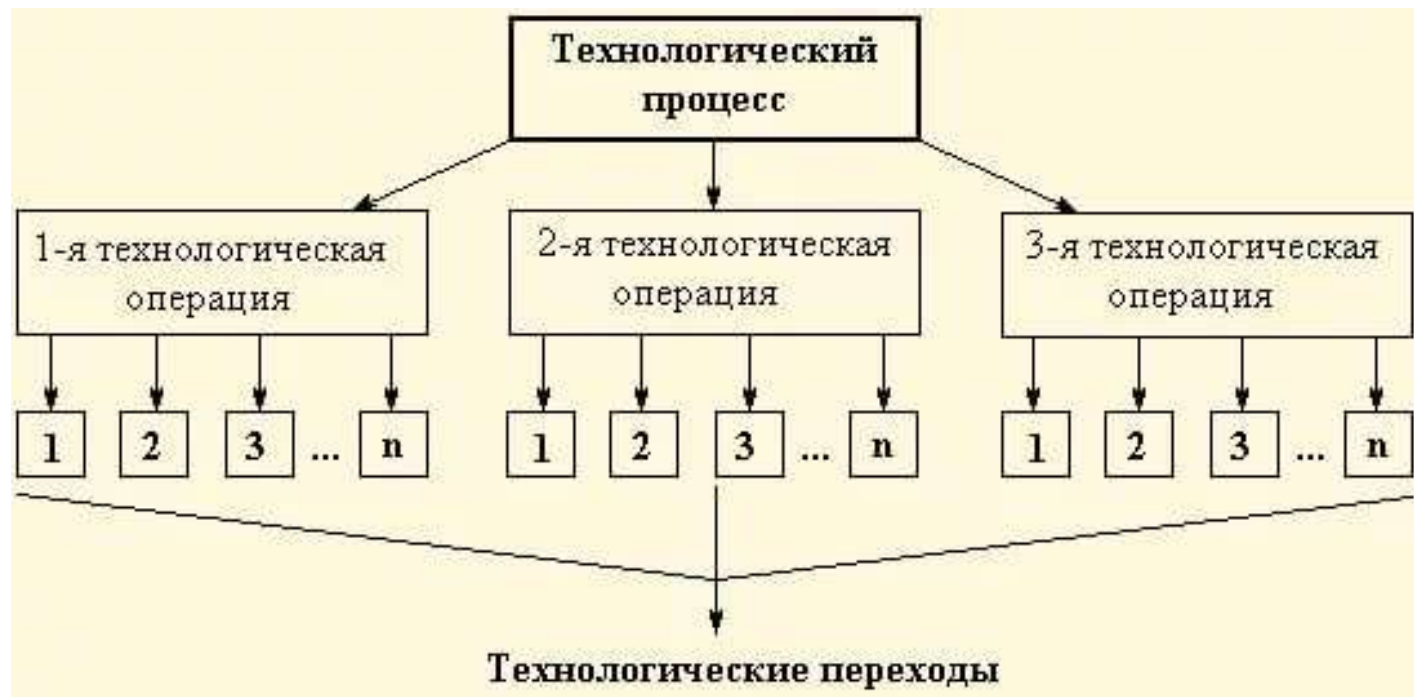 Технологический
процесс
1-я технологическая
операция
2-я технологическая
операция
3-я технологическая
операция
1 2 3 ... n
1 2 3 ... n
1 2 3 ... n
Технологические переходы